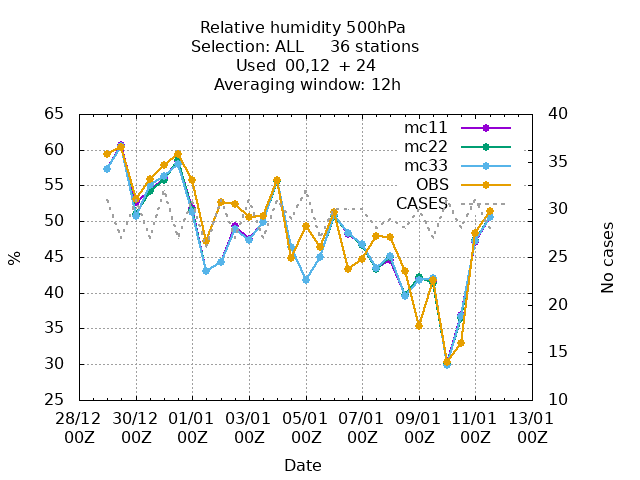 Relative humidity 500hPa
Selection: ALL 36 stations
Used 00,12 + 24
Averaging window: 12h
65 40
mc11
60 mc22 35
mc33
55 OBS
CASES 30
50
45 25
%
No cases
40 20
35
15
30
25 10
28/12 30/12 01/01 03/01 05/01 07/01 09/01 11/01 13/01
00Z 00Z 00Z 00Z 00Z 00Z 00Z 00Z 00Z
Date